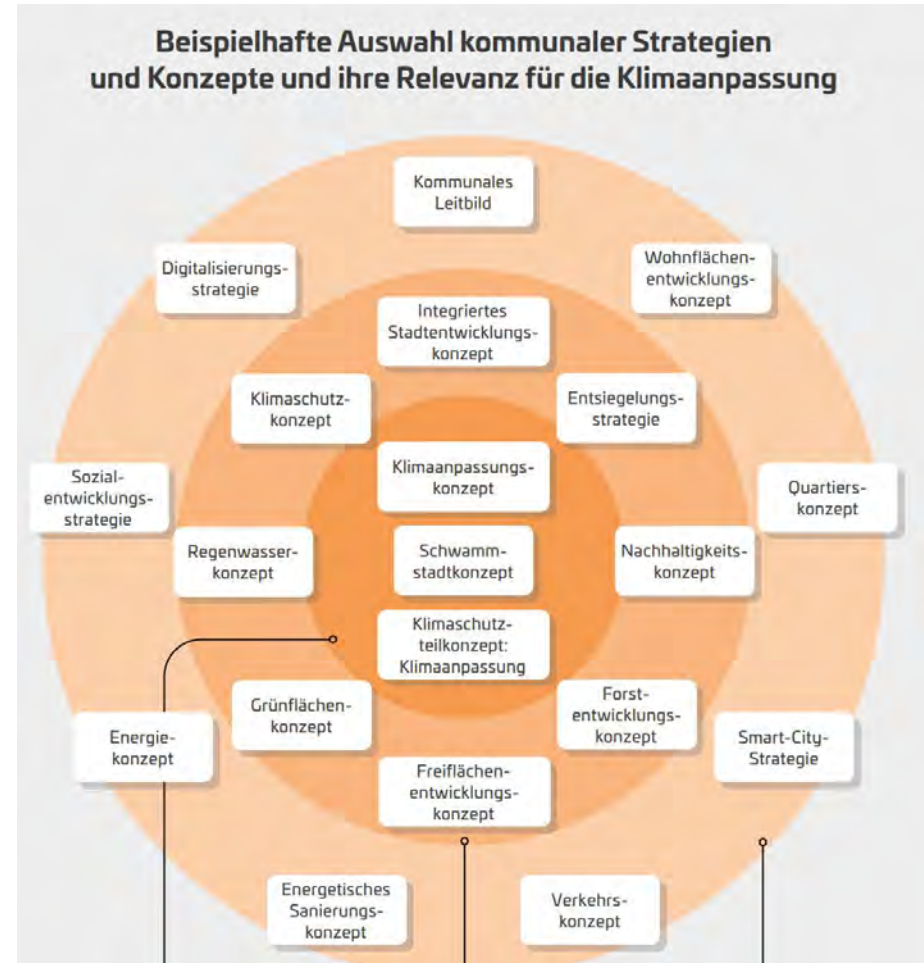 Beispielhafte Auswahl kommunaler Strategien
und Konzepte und ihre Relevanz für die Klimaanpassung
Kommunales
Leitbild
Digitalisierungs-
strategie
Wohnflächen-
entwicklungs-
konzept
Integriertes
Stadtentwicklungs-
konzept
Klimaschutz-
konzept
Entsiegelungs-
strategie
Klimaanpassungs-
konzept
Sozial-
entwicklungs-
strategie
Quartiers-
konzept
Regenwasser-
konzept
Schwamm-
stadtkonzept
Nachhaltigkeits-
konzept
Klimaschutz-
teilkonzept:
Klimaanpassung
Grünflächen-
konzept
Forst-
entwicklungs-
konzept
Energie-
konzept
Smart-City-
Strategie
Freiflächen-
entwicklungs-
konzept
Energetisches
Sanierungs-
konzept
Verkehrs-
konzept